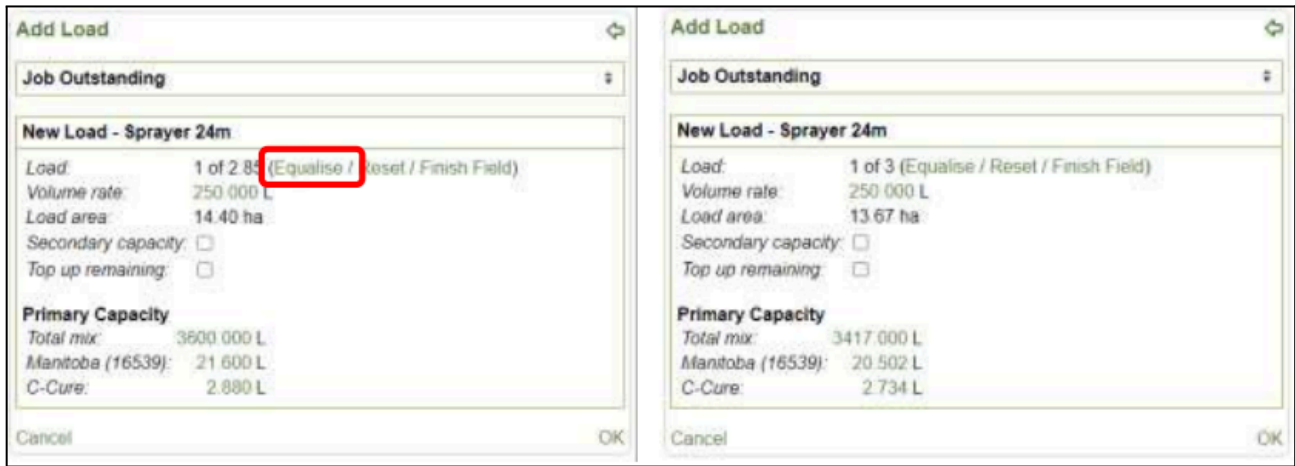 Add Load
Job Outstanding
New Load - Sprayer 24m
Load: 1 of 2.85 (Equalise / Reset / Finish Field)
Volume rate: 250.000 L
Load area: 14.40 ha
Secondary capacity:
Top up remaining:
Primary Capacity
Total mix: 3600.000 L
Manitoba (16539): 21.600 L
C-Cure: 2.880 L
Cancel OK
Add Load
Job Outstanding
New Load - Sprayer 24m
Load: 1 of 3 (Equalise / Reset / Finish Field)
Volume rate: 250.000 L
Load area: 13.67 ha
Secondary capacity:
Top up remaining:
Primary Capacity
Total mix: 3417.000 L
Manitoba (16539): 20.502 L
C-Cure: 2.734 L
Cancel OK